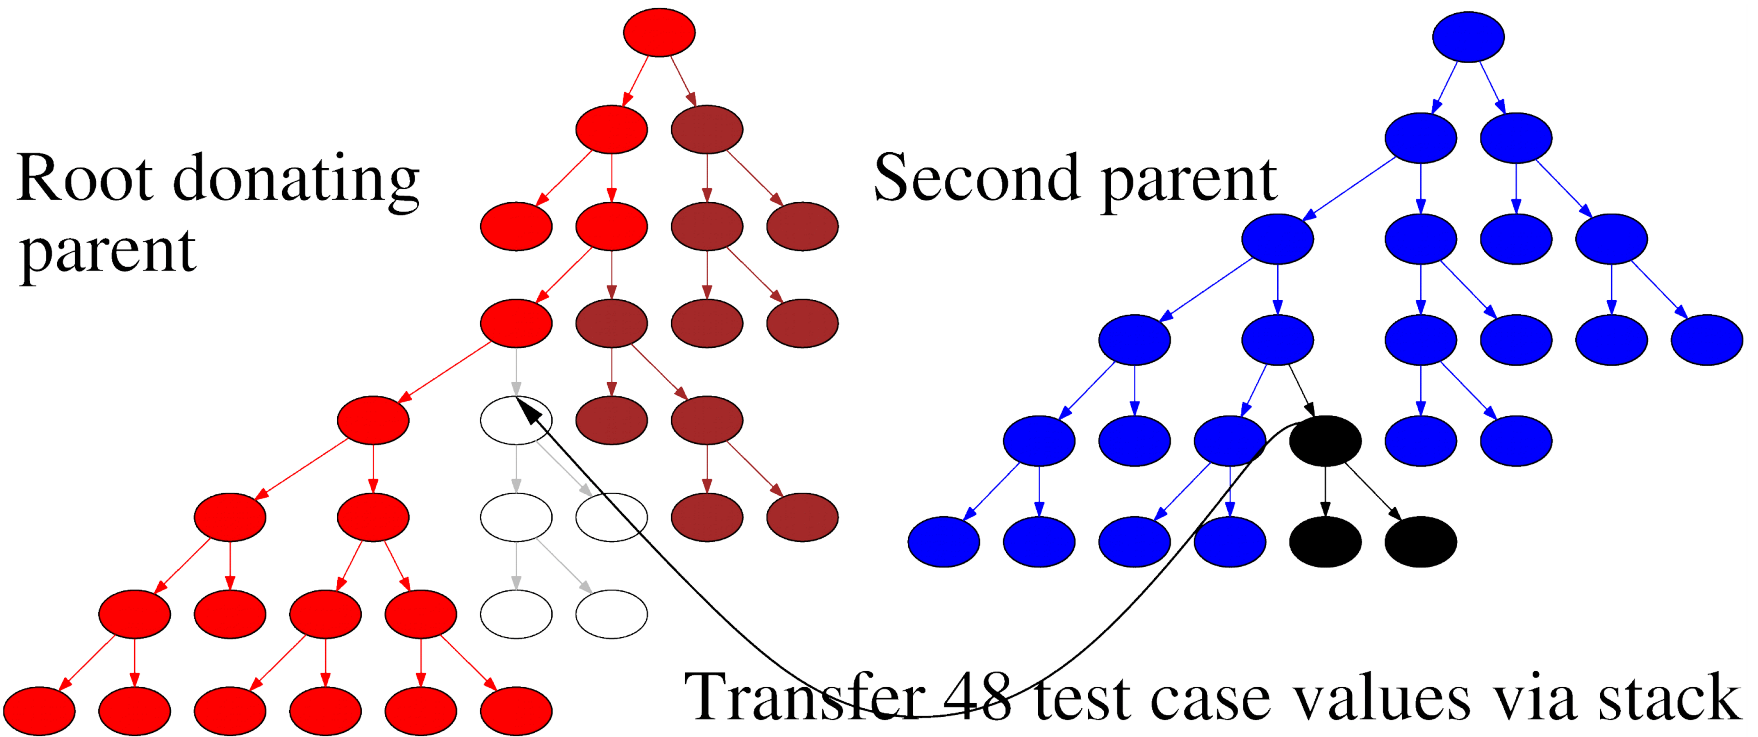 Root donating
parent
Second parent
Transfer 48 test case values via stack